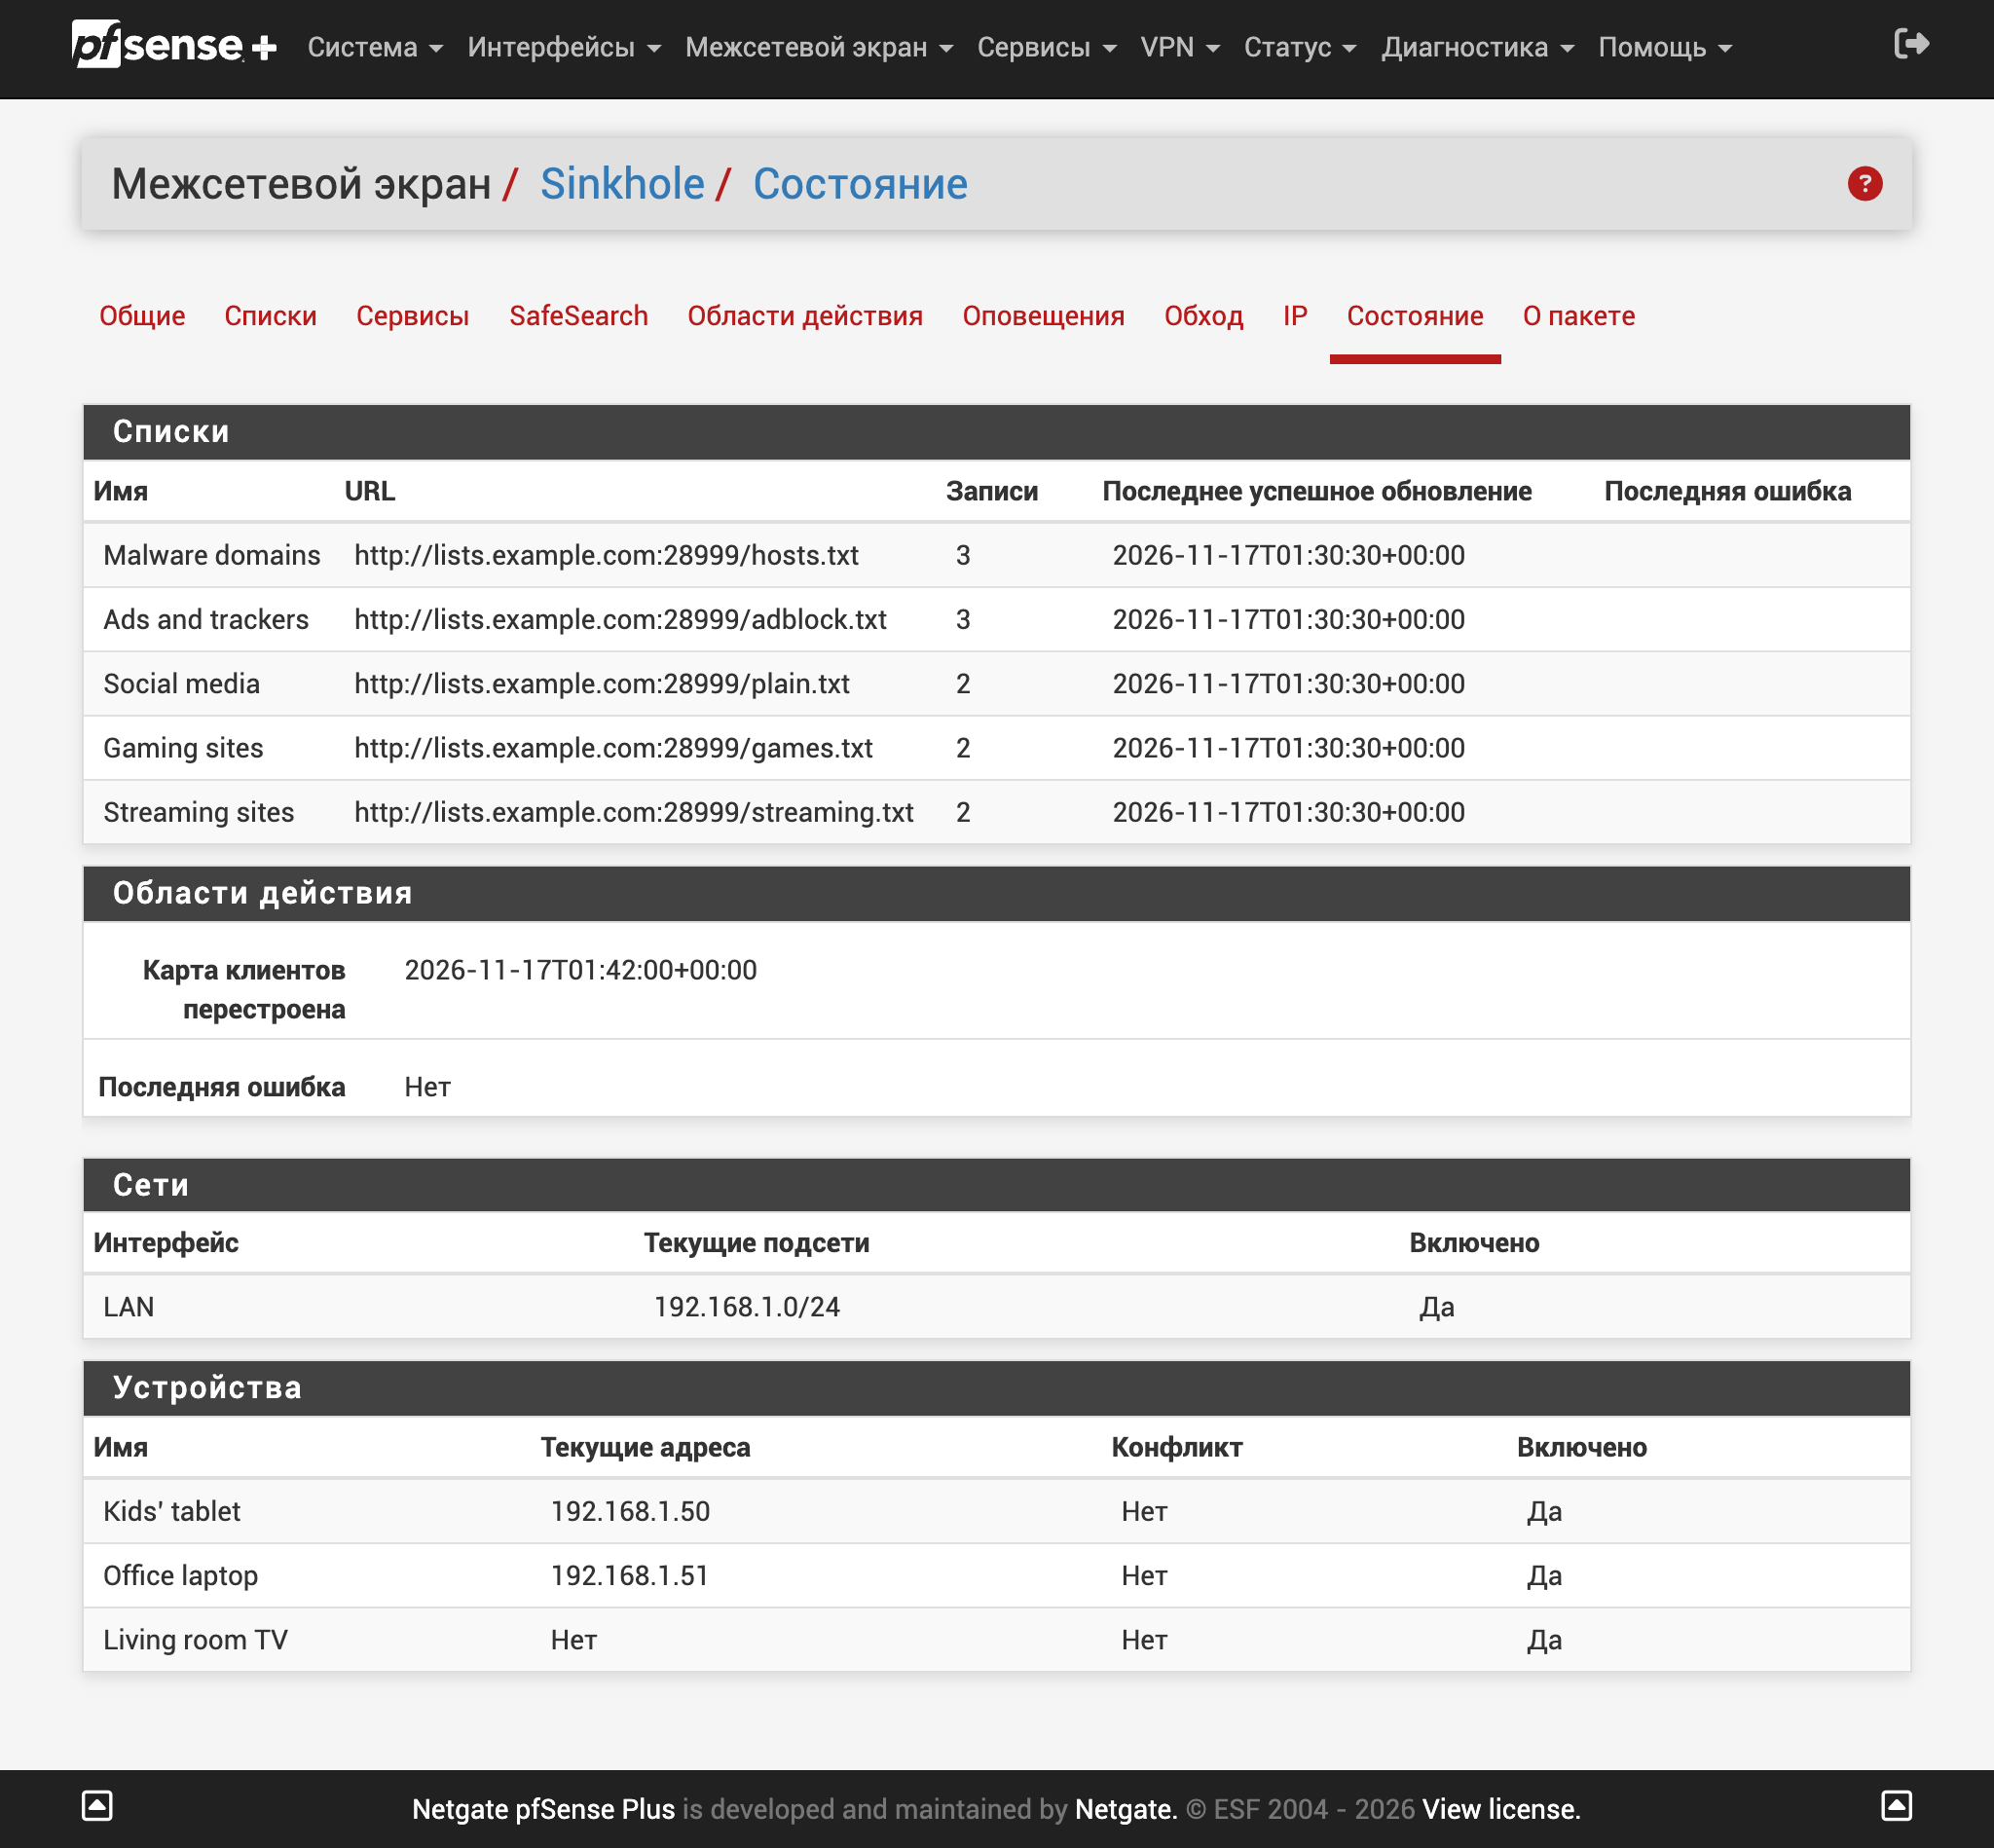 pfsense +
Система Интерфейсы Межсетевой экран Сервисы VPN Статус Диагностика Помощь
Межсетевой экран / Sinkhole / Состояние
Общие Списки Сервисы SafeSearch Области действия Оповещения Обход IP Состояние О пакете
Списки
Имя URL Записи Последнее успешное обновление Последняя ошибка
Malware domains http://lists.example.com:28999/hosts.txt 3 2026-11-17T01:30:30+00:00
Ads and trackers http://lists.example.com:28999/adblock.txt 3 2026-11-17T01:30:30+00:00
Social media http://lists.example.com:28999/plain.txt 2 2026-11-17T01:30:30+00:00
Gaming sites http://lists.example.com:28999/games.txt 2 2026-11-17T01:30:30+00:00
Streaming sites http://lists.example.com:28999/streaming.txt 2 2026-11-17T01:30:30+00:00
Области действия
Карта клиентов 2026-11-17T01:42:00+00:00
перестроена
Последняя ошибка Нет
Сети
Интерфейс Текущие подсети Включено
LAN 192.168.1.0/24 Да
Устройства
Имя Текущие адреса Конфликт Включено
Kids' tablet 192.168.1.50 Нет Да
Office laptop 192.168.1.51 Нет Да
Living room TV Нет Нет Да
Netgate pfSense Plus is developed and maintained by Netgate. © ESF 2004 - 2026 View license.